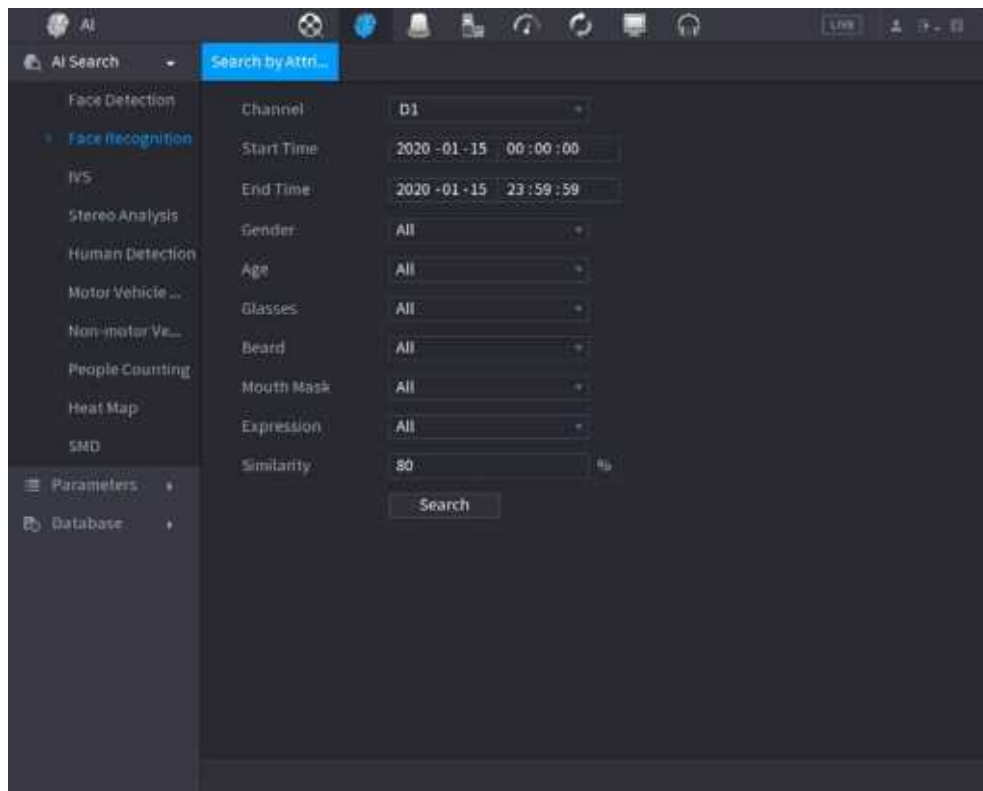 AI
LIVE
AI Search
Search by Attri...
Face Detection
Face Recognition
IVS
Stereo Analysis
Human Detection
Motor Vehicle ...
Non-motor Ve...
People Counting
Heat Map
SMD
Parameters
Database
Channel D1
Start Time 2020 -01 -15 00 :00 :00
End Time 2020 -01 -15 23 :59 :59
Gender All
Age All
Glasses All
Beard All
Mouth Mask All
Expression All
Similarity 80 %
Search